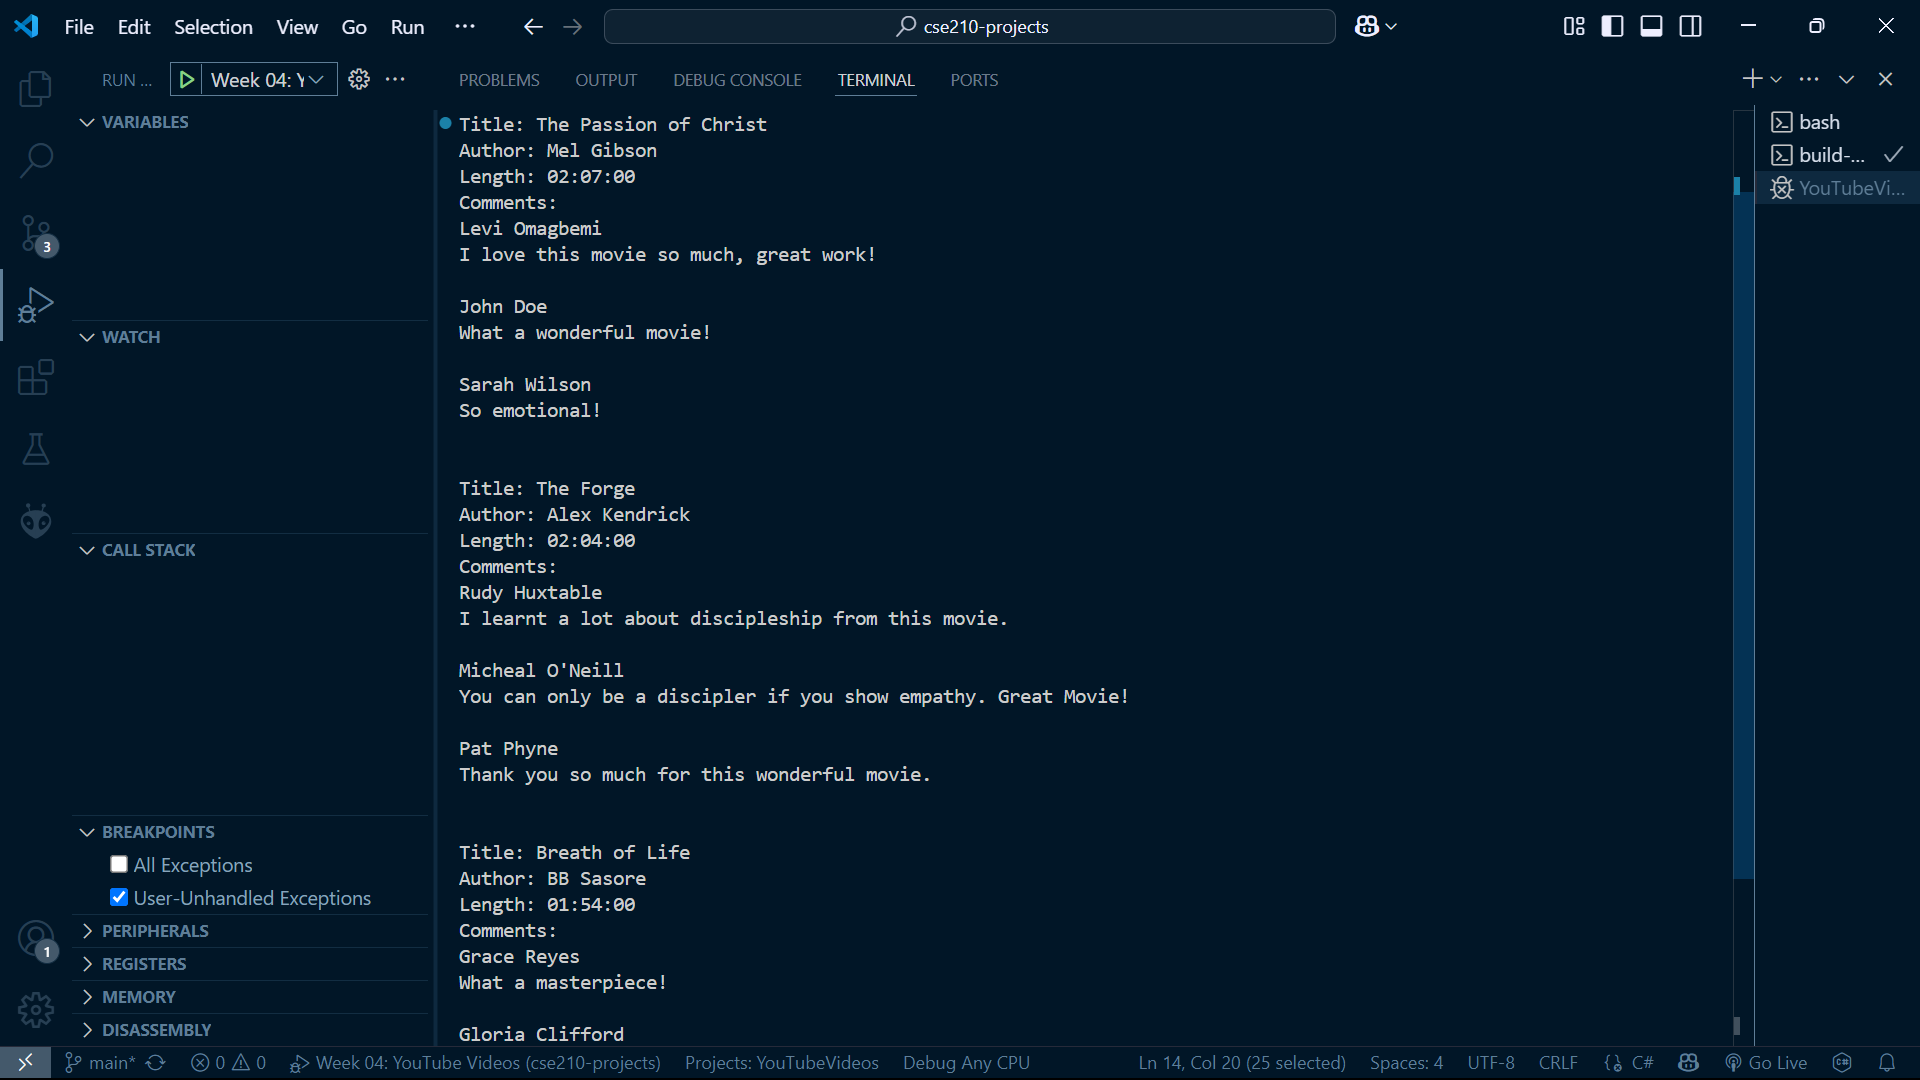 File Edit Selection View Go Run ··· cse210-projects
RUN ... Week 04: Y
PROBLEMS OUTPUT DEBUG CONSOLE TERMINAL PORTS
VARIABLES
WATCH
CALL STACK
BREAKPOINTS
All Exceptions
User-Unhandled Exceptions
PERIPHERALS
REGISTERS
MEMORY
DISASSEMBLY
3
1
Title: The Passion of Christ
Author: Mel Gibson
Length: 02:07:00
Comments:
Levi Omagbemi
I love this movie so much, great work!
John Doe
What a wonderful movie!
Sarah Wilson
So emotional!
Title: The Forge
Author: Alex Kendrick
Length: 02:04:00
Comments:
Rudy Huxtable
I learnt a lot about discipleship from this movie.
Micheal O'Neill
You can only be a discipler if you show empathy. Great Movie!
Pat Phyne
Thank you so much for this wonderful movie.
Title: Breath of Life
Author: BB Sasore
Length: 01:54:00
Comments:
Grace Reyes
What a masterpiece!
Gloria Clifford
bash
build-...
YouTubeVi...
main* 0 0 Week 04: YouTube Videos (cse210-projects) Projects: YouTubeVideos Debug Any CPU Ln 14, Col 20 (25 selected) Spaces: 4 UTF-8 CRLF {} C# Go Live